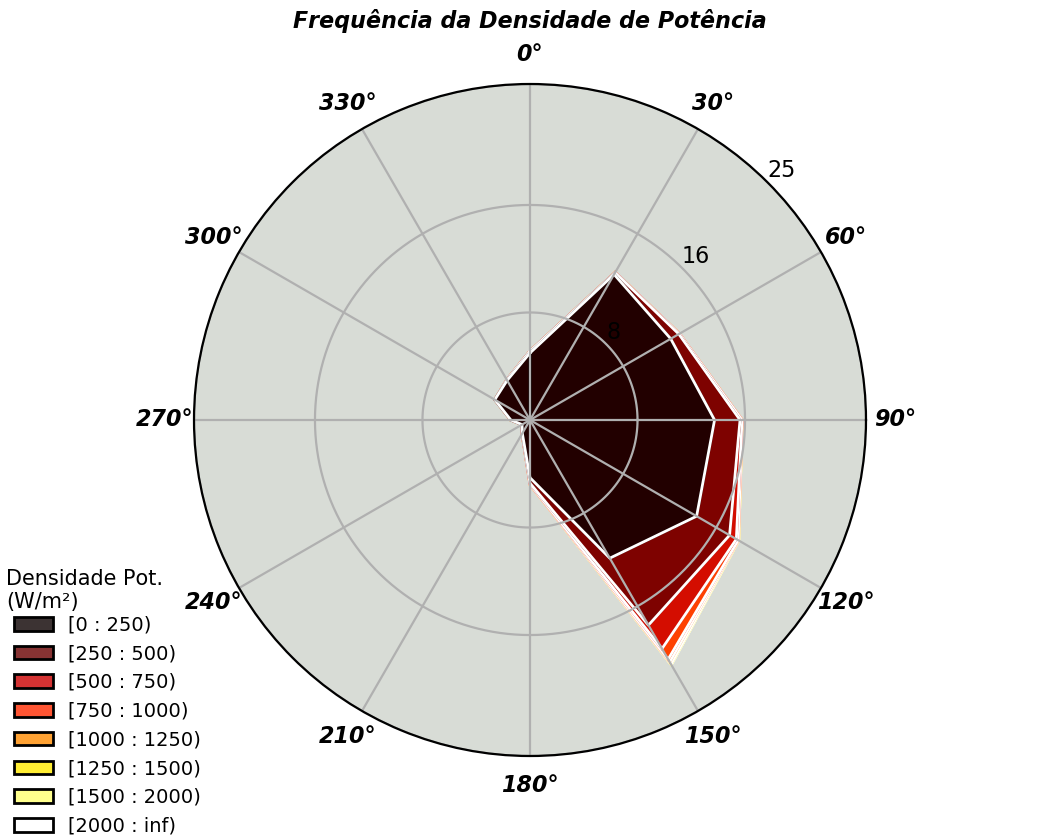 Frequência da Densidade de Potência
0°
30°
60°
90°
120°
150°
180°
210°
240°
270°
300°
330°
8
16
25
Densidade Pot.
(W/m²)
[0 : 250)
[250 : 500)
[500 : 750)
[750 : 1000)
[1000 : 1250)
[1250 : 1500)
[1500 : 2000)
[2000 : inf)